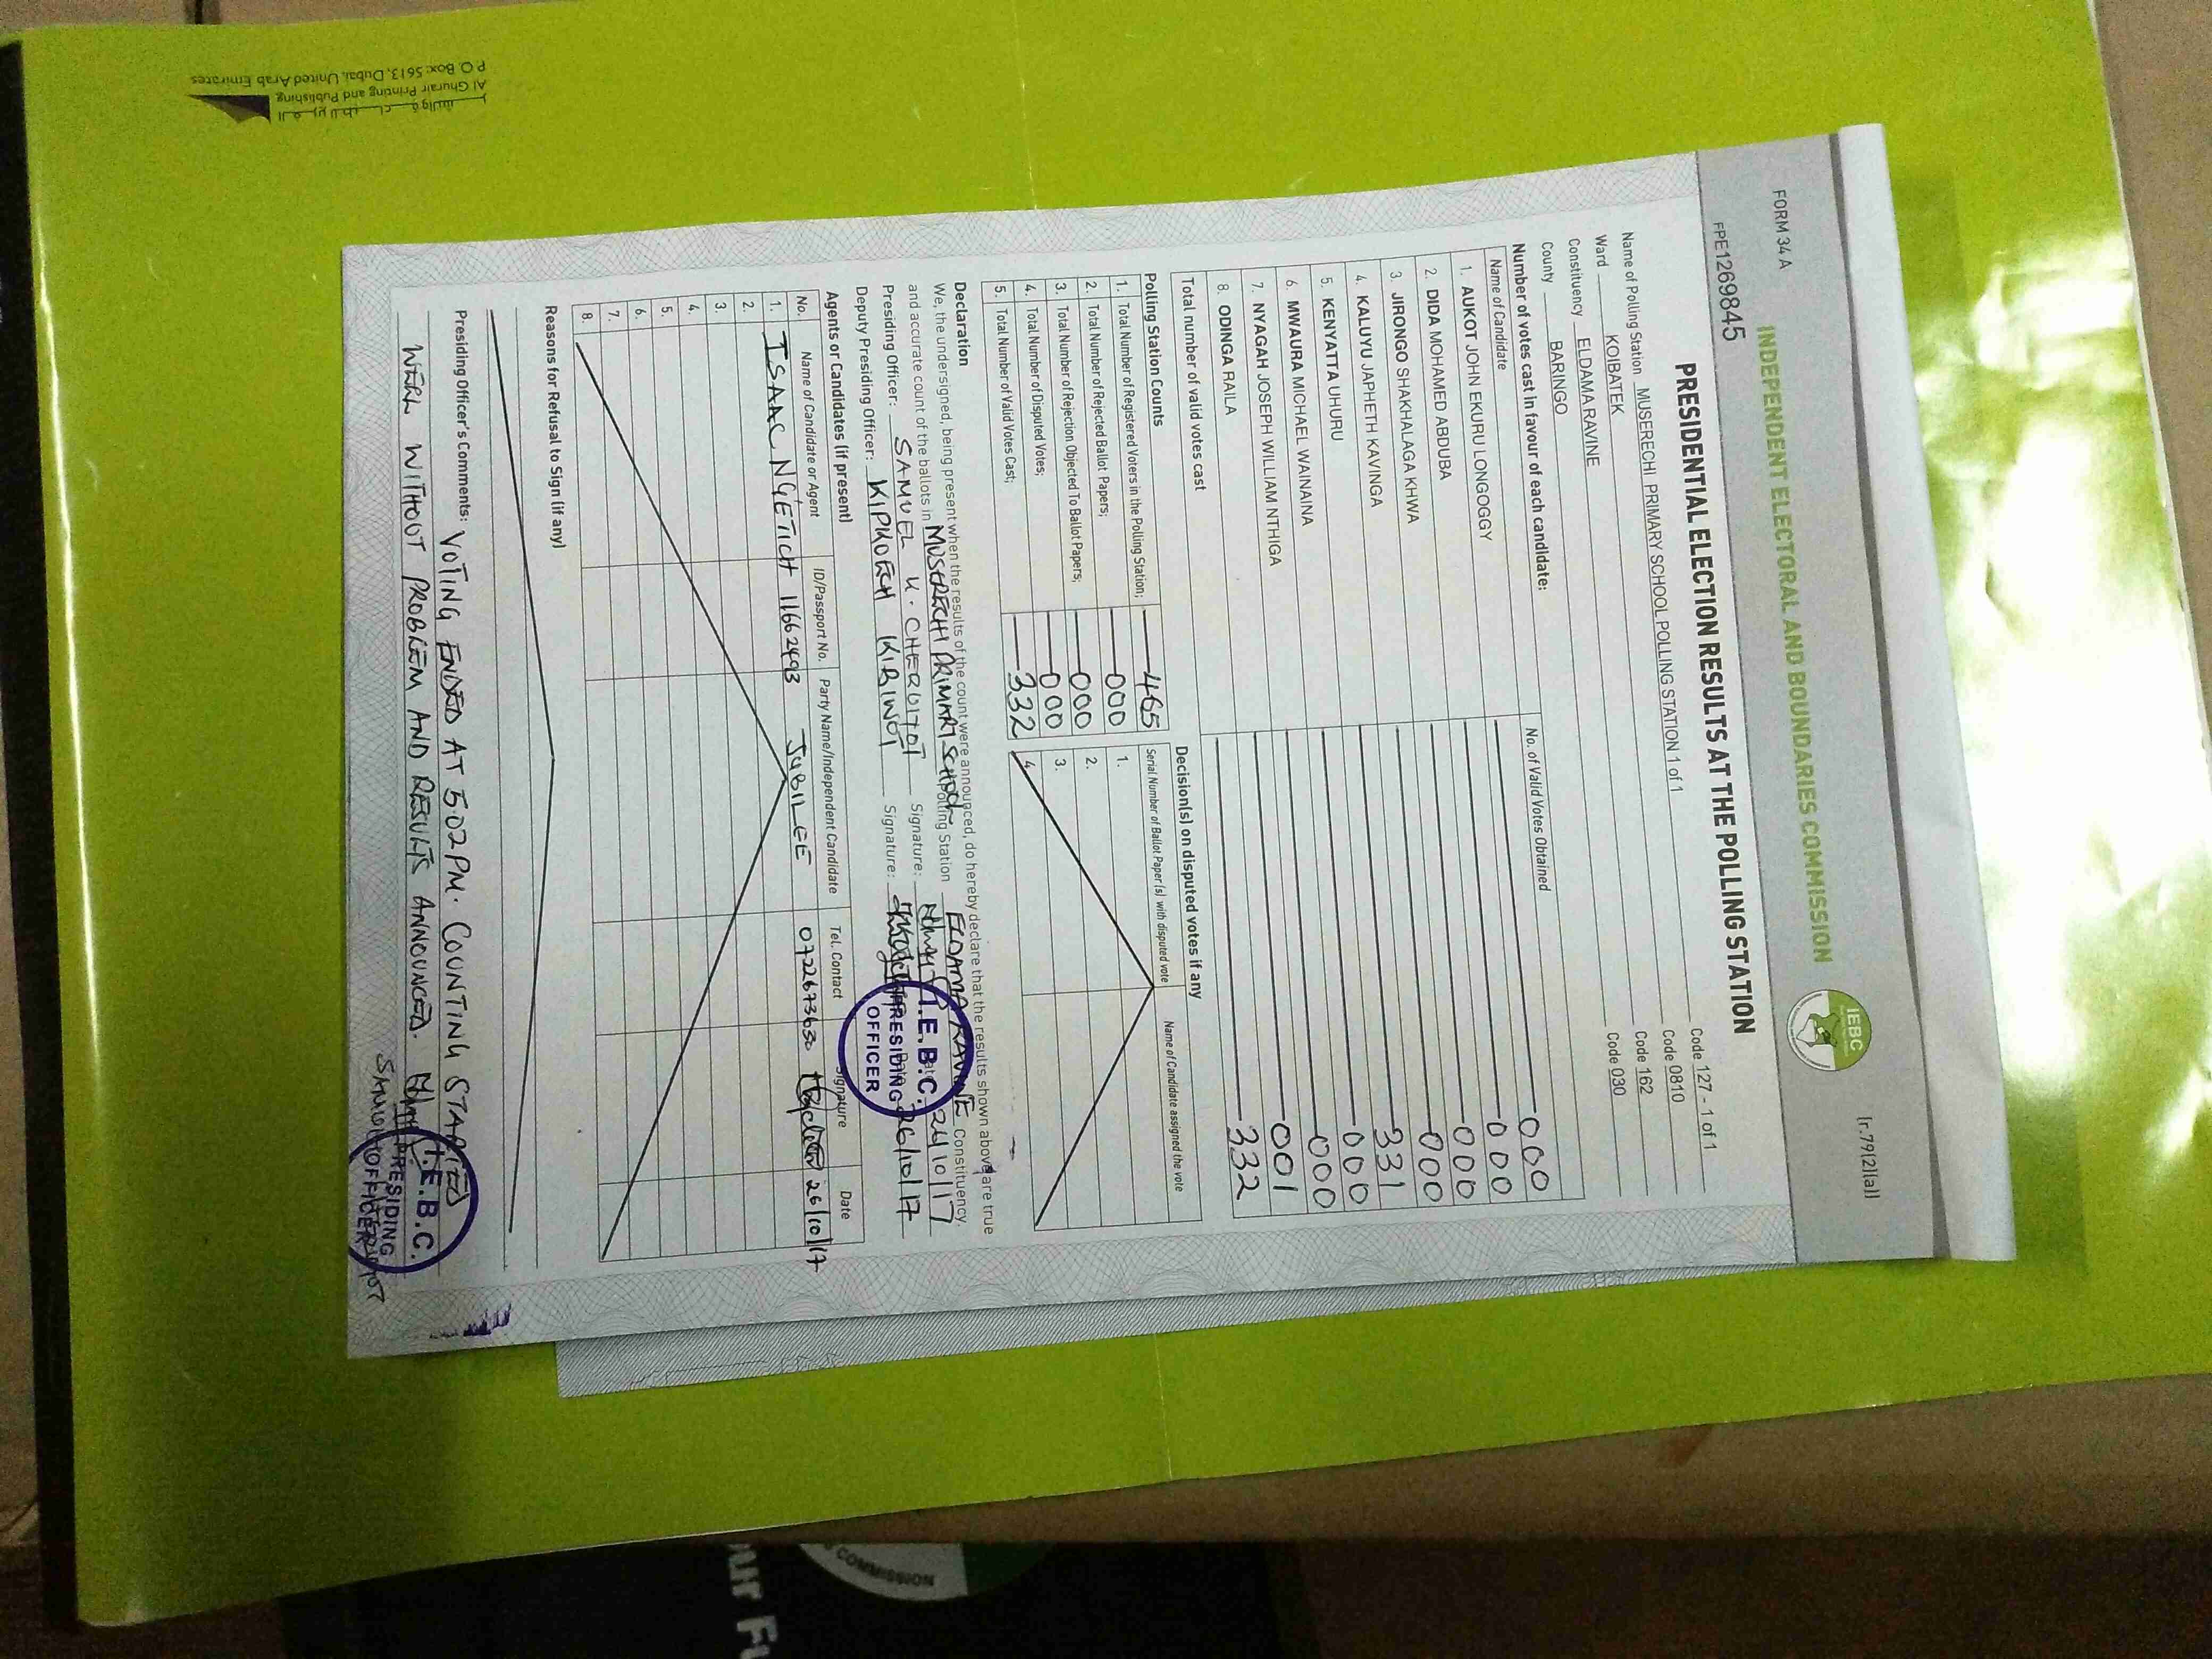 FORM 34 A
[r.79(2)(a)]
INDEPENDENT ELECTORAL AND BOUNDARIES COMMISSION
IEBC
FPE1269845
PRESIDENTIAL ELECTION RESULTS AT THE POLLING STATION
Name of Polling Station MUSERECHI PRIMARY SCHOOL POLLING STATION 1 of 1 Code 127 - 1 of 1
Ward KOIBATEK Code 0810
Constituency ELDAMA RAVINE Code 162
County BARINGO Code 030
Number of votes cast in favour of each candidate:
Name of Candidate No. of Valid Votes Obtained
1. AUKOT JOHN EKURU LONGOGGY 000
2. DIDA MOHAMED ABDUBA 000
3. JIRONGO SHAKHALAGA KHWA 000
4. KALUYU JAPHETH KAVINGA 000
5. KENYATTA UHURU 331
6. MWAURA MICHAEL WAINAINA 000
7. NYAGAH JOSEPH WILLIAM NTHIGA 000
8. ODINGA RAILA 001
Total number of valid votes cast 332
Polling Station Counts
1. Total Number of Registered Voters in the Polling Station; 465
2. Total Number of Rejected Ballot Papers; 000
3. Total Number of Rejection Objected To Ballot Papers; 000
4. Total Number of Disputed Votes; 000
5. Total Number of Valid Votes Cast; 332
Decision(s) on disputed votes if any
Serial Number of Ballot Paper (s) with disputed vote Name of Candidate assigned the vote
1.
2.
3.
4.
Declaration
We, the undersigned, being present when the results of the count were announced, do hereby declare that the results shown above are true
and accurate count of the ballots in MUSERECHI PRIMARY SCHOOL Polling Station ELDAMA RAVINE Constituency.
Presiding Officer: SAMUEL K. CHERUIYOT Signature: Date 26/10/17
Deputy Presiding Officer: KIPKOECH KIBIWOT Signature: Date 26/10/17
I.E.B.C.
PRESIDING
OFFICER
Agents or Candidates (if present)
No. Name of Candidate or Agent ID/Passport No. Party Name/Independent Candidate Tel. Contact Signature Date
1. ISAAC NGETICH 11662493 JUBILEE 0722673630 26/10/17
2.
3.
4.
5.
6.
7.
8.
Reasons for Refusal to Sign (if any)
Presiding Officer's Comments: VOTING ENDED AT 502PM. COUNTING STARTED
WERL WITHOUT PROBLEM AND RESULTS ANNOUNCED.
I.E.B.C.
PRESIDING
OFFICER
Al Ghurair Printing and Publishing
P.O. Box: 5613, Dubai, United Arab Emirates
COMMISSION
our Fu